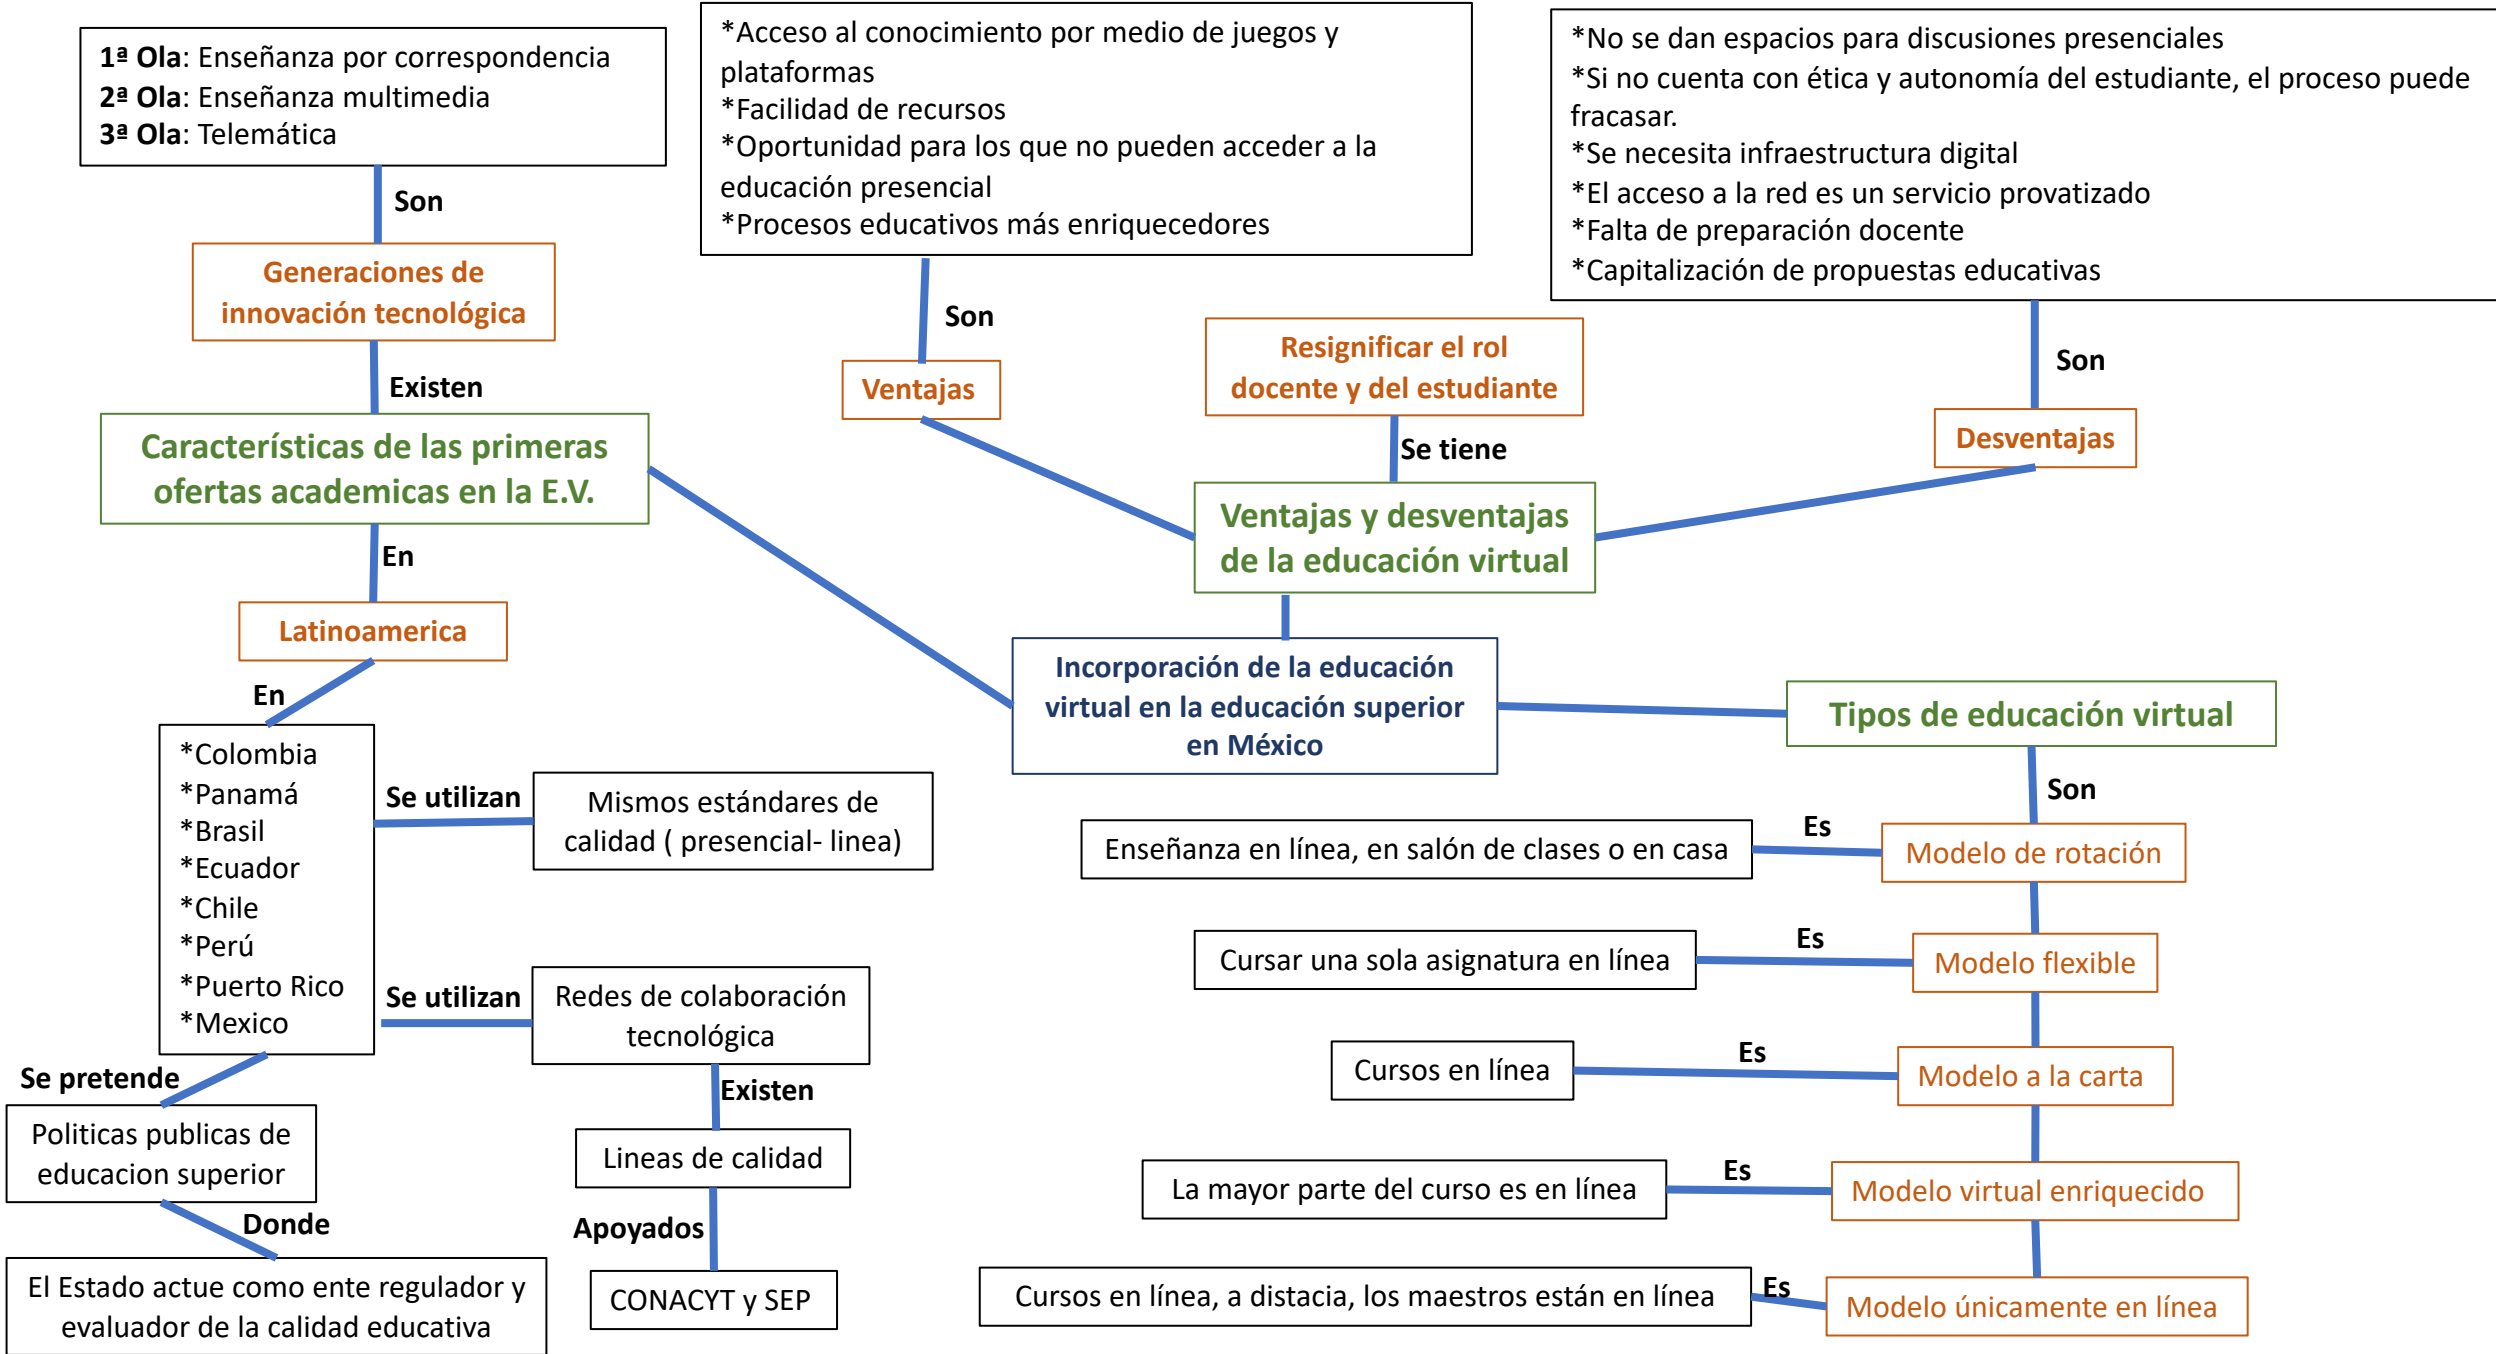 1ª Ola: Enseñanza por correspondencia
2ª Ola: Enseñanza multimedia
3ª Ola: Telemática
Son
Generaciones de
innovación tecnológica
Existen
Características de las primeras
ofertas academicas en la E.V.
En
Latinoamerica
En
*Colombia
*Panamá
*Brasil
*Ecuador
*Chile
*Perú
*Puerto Rico
*Mexico
Se utilizan
Mismos estándares de
calidad ( presencial- linea)
Se utilizan
Redes de colaboración
tecnológica
Existen
Lineas de calidad
Apoyados
CONACYT y SEP
Se pretende
Politicas publicas de
educacion superior
Donde
El Estado actue como ente regulador y
evaluador de la calidad educativa
*Acceso al conocimiento por medio de juegos y
plataformas
*Facilidad de recursos
*Oportunidad para los que no pueden acceder a la
educación presencial
*Procesos educativos más enriquecedores
Son
Ventajas
Resignificar el rol
docente y del estudiante
Se tiene
*No se dan espacios para discusiones presenciales
*Si no cuenta con ética y autonomía del estudiante, el proceso puede
fracasar.
*Se necesita infraestructura digital
*El acceso a la red es un servicio provatizado
*Falta de preparación docente
*Capitalización de propuestas educativas
Son
Desventajas
Ventajas y desventajas
de la educación virtual
Incorporación de la educación
virtual en la educación superior
en México
Tipos de educación virtual
Son
Modelo de rotación
Es
Enseñanza en línea, en salón de clases o en casa
Modelo flexible
Es
Cursar una sola asignatura en línea
Modelo a la carta
Es
Cursos en línea
Modelo virtual enriquecido
Es
La mayor parte del curso es en línea
Modelo únicamente en línea
Es
Cursos en línea, a distacia, los maestros están en línea